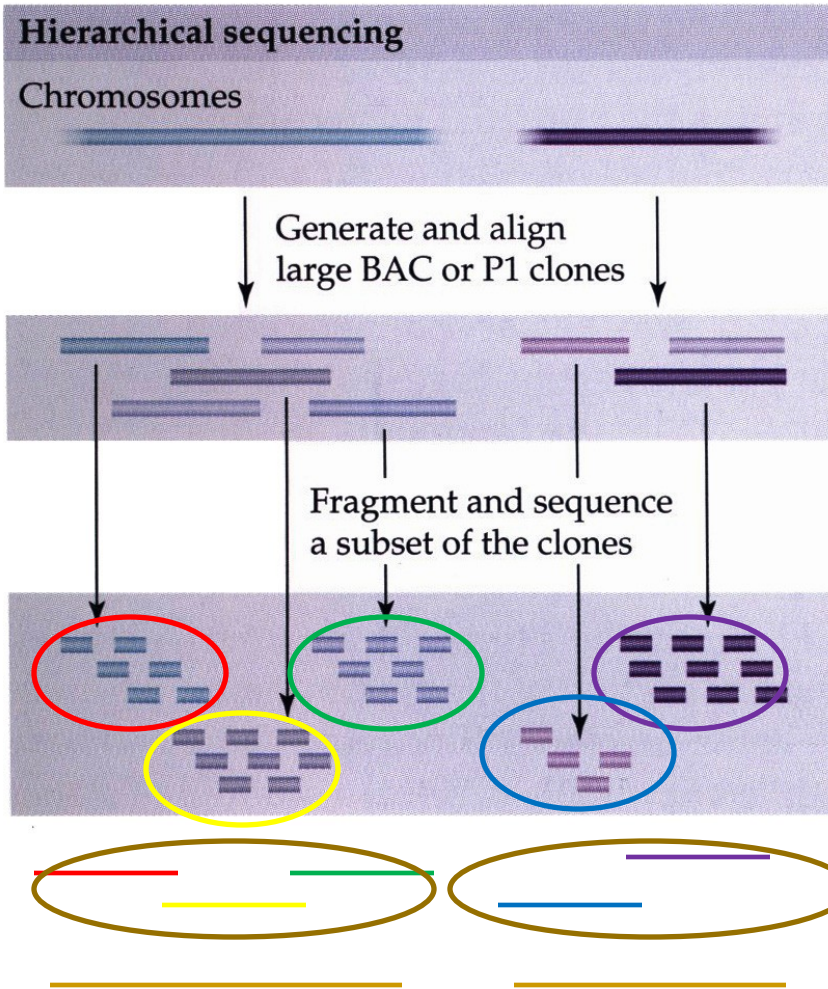 Hierarchical sequencing
Chromosomes
Generate and align
large BAC or P1 clones
Fragment and sequence
a subset of the clones